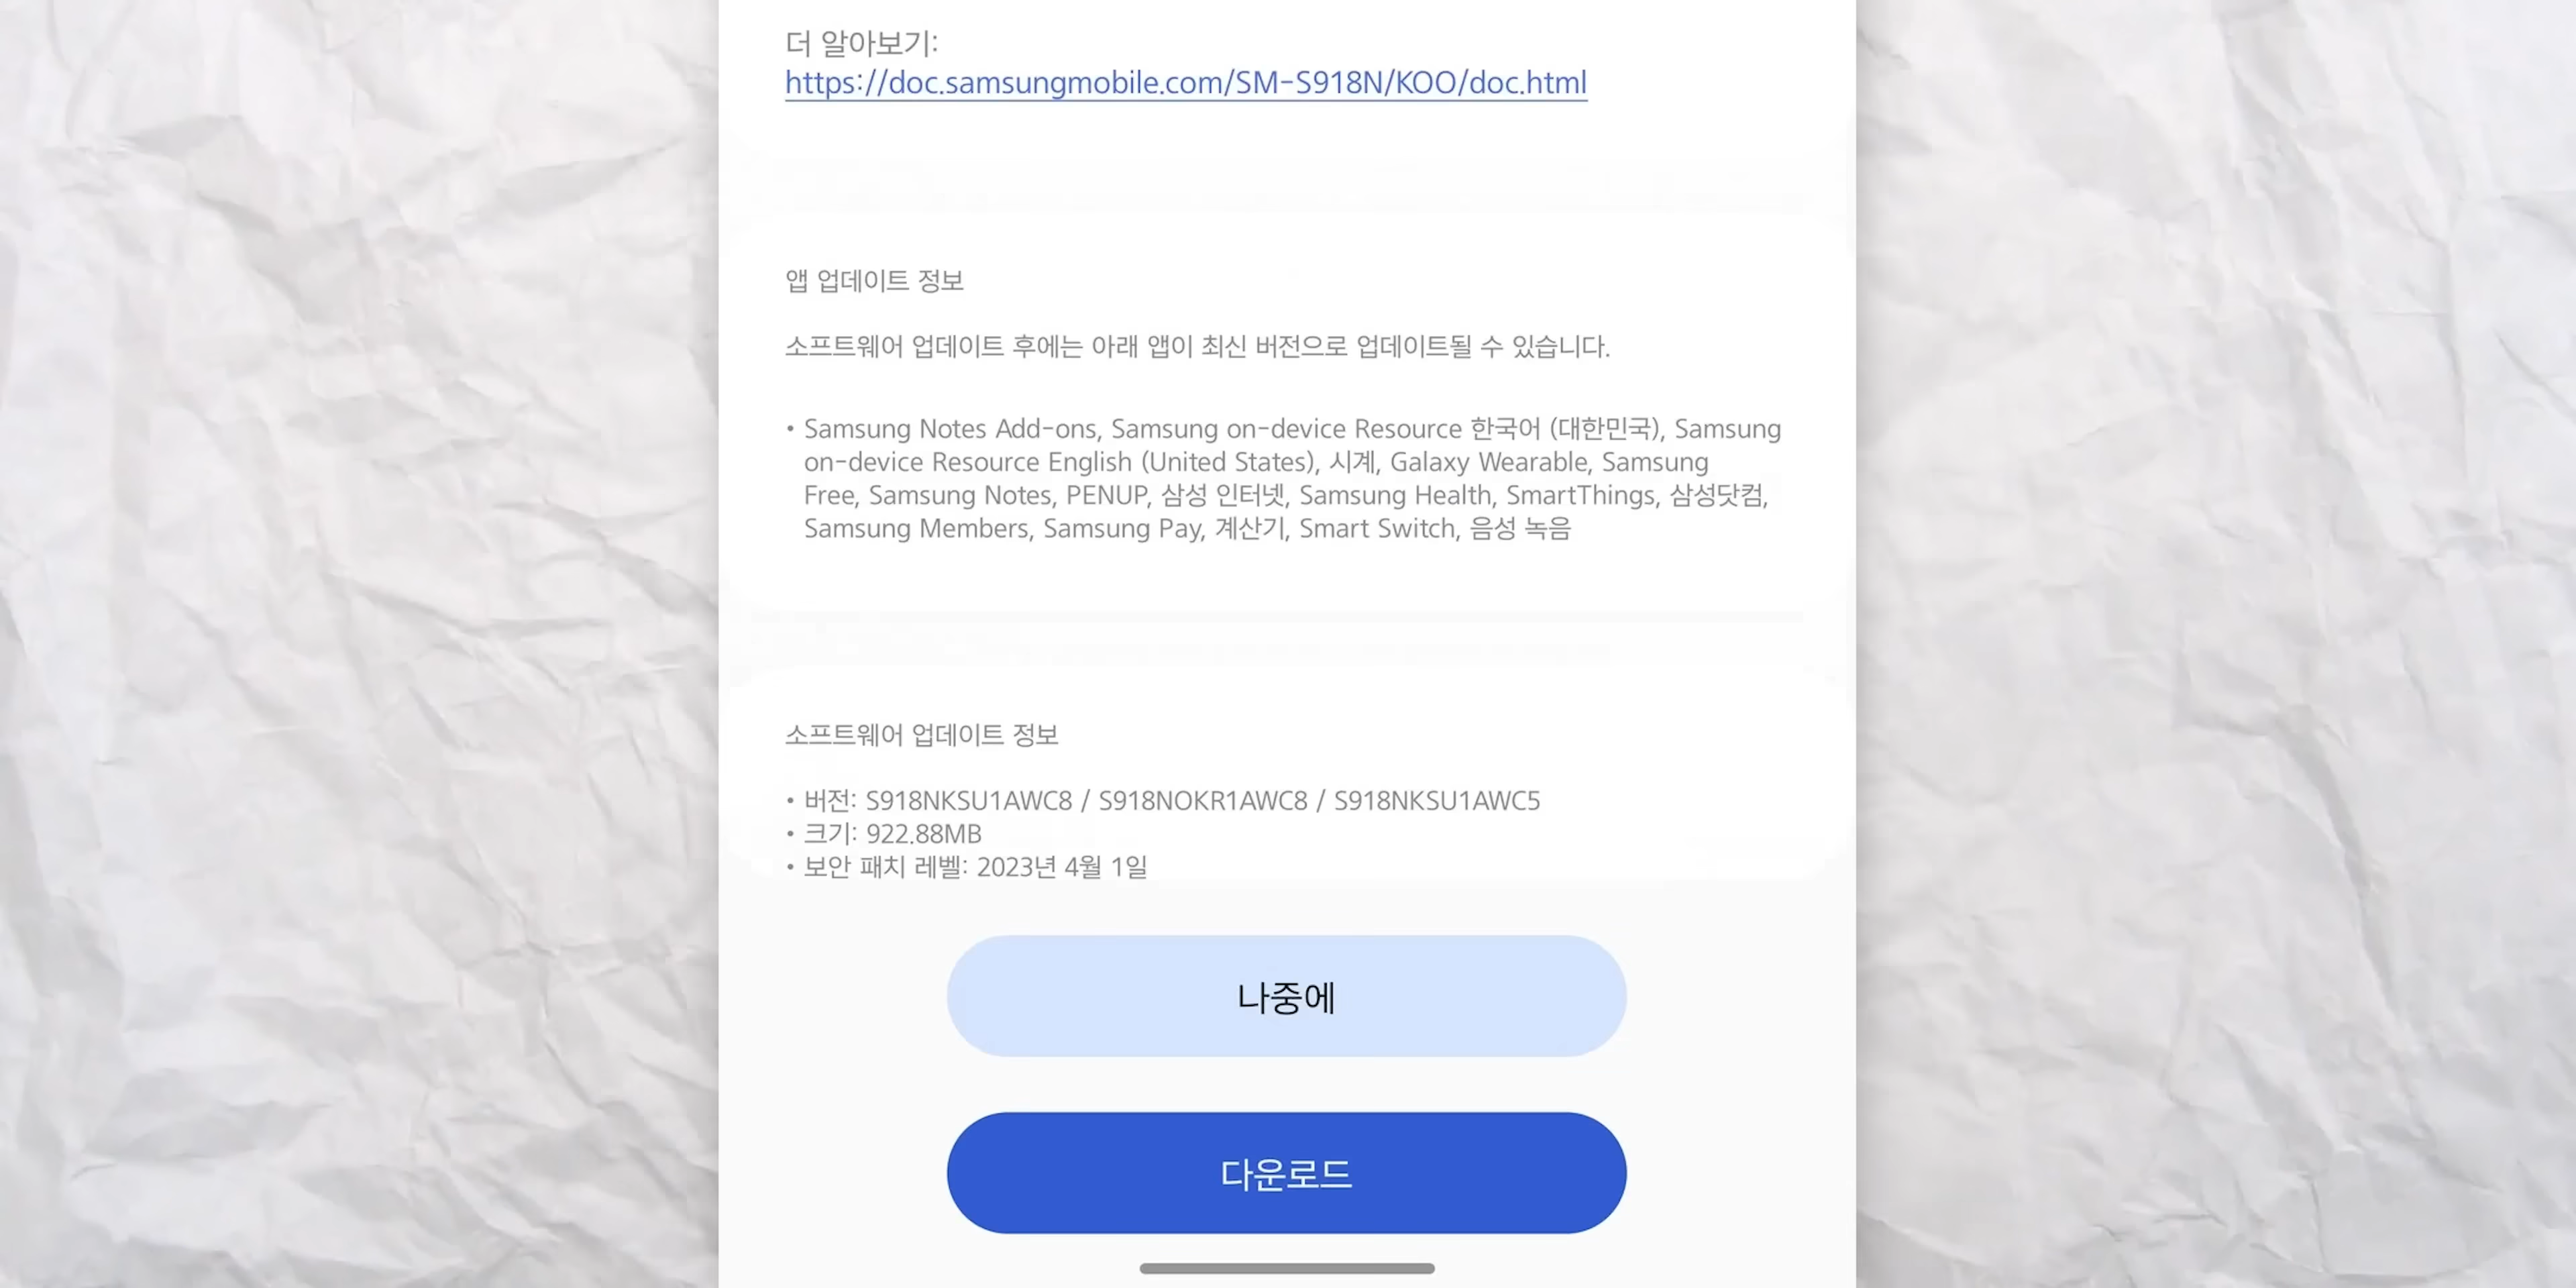 더 알아보기:
https://doc.samsungmobile.com/SM-S918N/KOO/doc.html
앱 업데이트 정보
소프트웨어 업데이트 후에는 아래 앱이 최신 버전으로 업데이트될 수 있습니다.
• Samsung Notes Add-ons, Samsung on-device Resource 한국어 (대한민국), Samsung
on-device Resource English (United States), 시계, Galaxy Wearable, Samsung
Free, Samsung Notes, PENUP, 삼성 인터넷, Samsung Health, SmartThings, 삼성닷컴,
Samsung Members, Samsung Pay, 계산기, Smart Switch, 음성 녹음
소프트웨어 업데이트 정보
• 버전: S918NKSU1AWC8 / S918NOKR1AWC8 / S918NKSU1AWC5
• 크기: 922.88MB
• 보안 패치 레벨: 2023년 4월 1일
나중에
다운로드